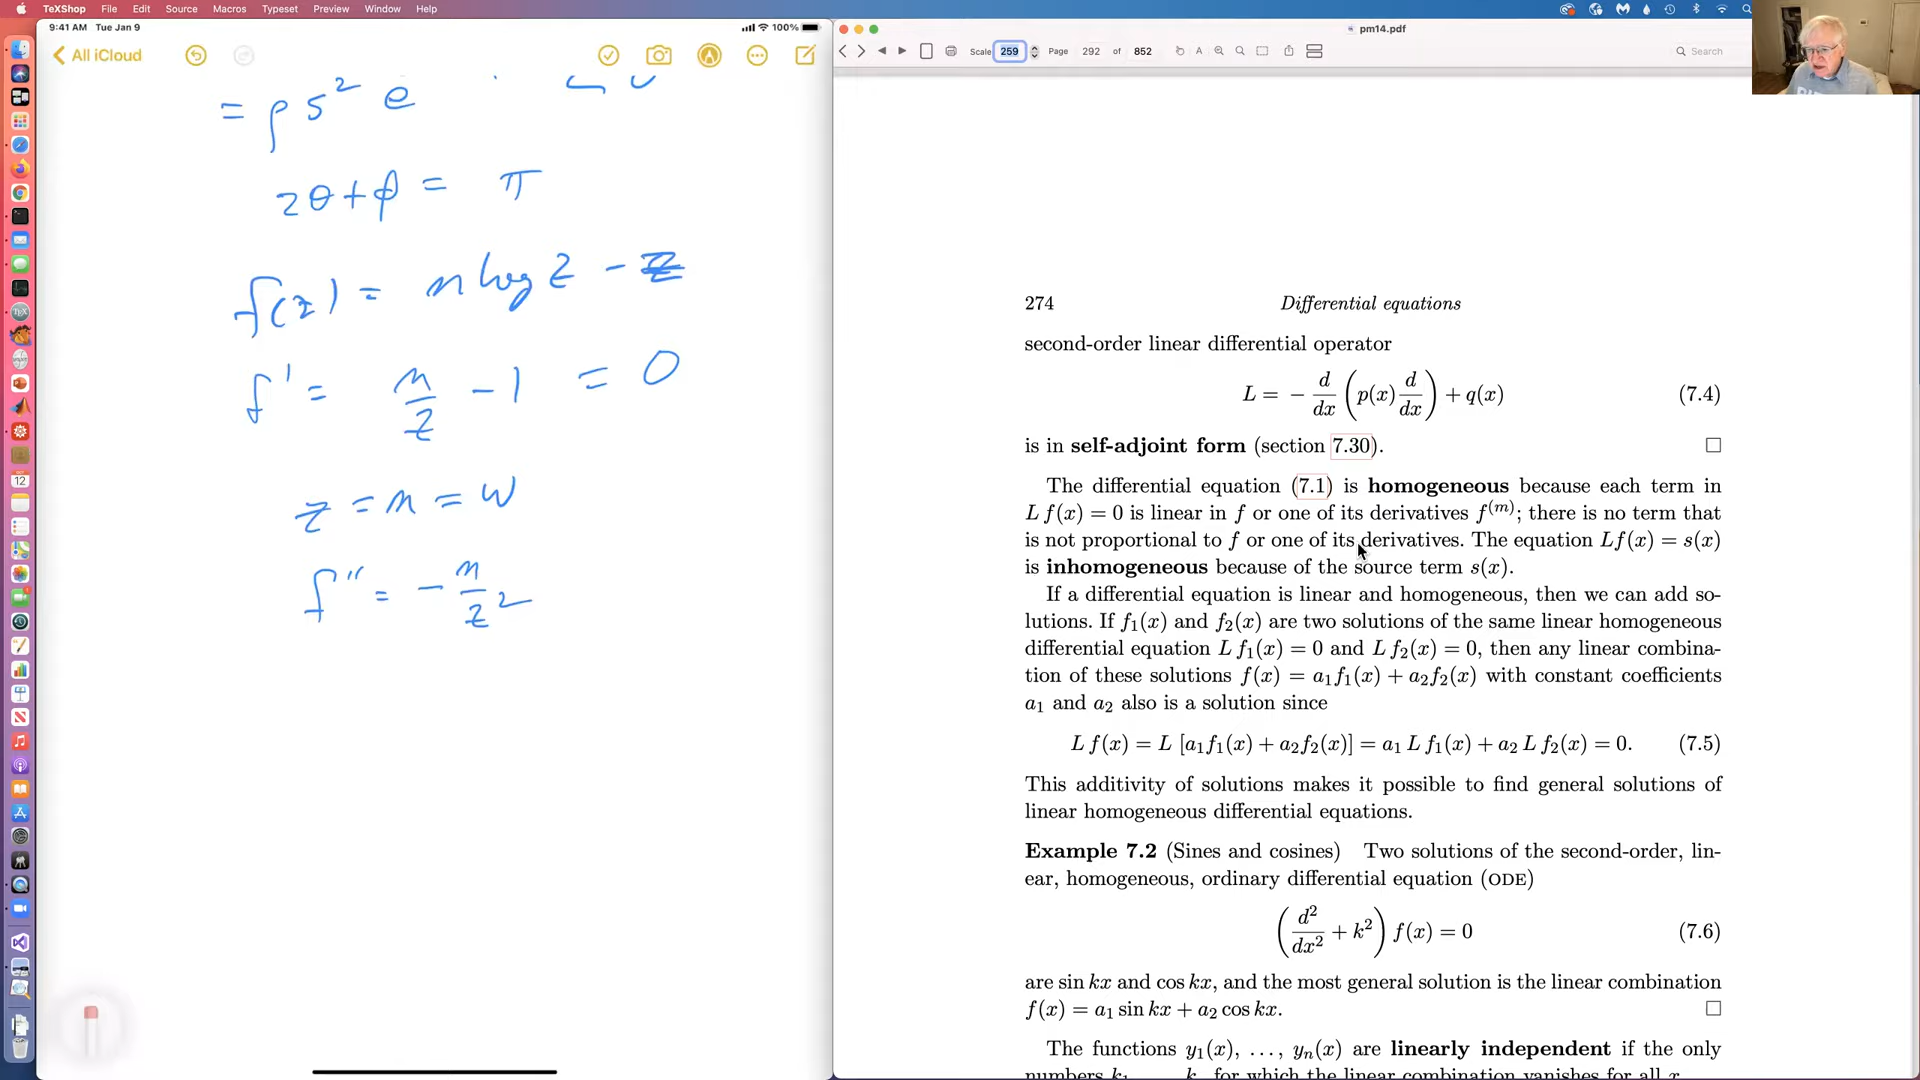 TeXShop File Edit Source Macros Typeset Preview Window Help
9:41 AM Tue Jan 9
100%
All iCloud
= ρ s² e
2θ + φ = π
f(z) = n log z - z
f' = n/z - 1 = 0
z = n = w
f'' = - n/z²
pm14.pdf
Scale 259 Page 292 of 852
Search
274 Differential equations
second-order linear differential operator
L = − d/dx ( p(x) d/dx ) + q(x) (7.4)
is in self-adjoint form (section 7.30). □
The differential equation (7.1) is homogeneous because each term in
L f(x) = 0 is linear in f or one of its derivatives f⁽ᵐ⁾; there is no term that
is not proportional to f or one of its derivatives. The equation Lf(x) = s(x)
is inhomogeneous because of the source term s(x).
If a differential equation is linear and homogeneous, then we can add so-
lutions. If f₁(x) and f₂(x) are two solutions of the same linear homogeneous
differential equation L f₁(x) = 0 and L f₂(x) = 0, then any linear combina-
tion of these solutions f(x) = a₁f₁(x) + a₂f₂(x) with constant coefficients
a₁ and a₂ also is a solution since
L f(x) = L [a₁f₁(x) + a₂f₂(x)] = a₁ L f₁(x) + a₂ L f₂(x) = 0. (7.5)
This additivity of solutions makes it possible to find general solutions of
linear homogeneous differential equations.
Example 7.2 (Sines and cosines) Two solutions of the second-order, lin-
ear, homogeneous, ordinary differential equation (ODE)
( d²/dx² + k² ) f(x) = 0 (7.6)
are sin kx and cos kx, and the most general solution is the linear combination
f(x) = a₁ sin kx + a₂ cos kx. □
The functions y₁(x), . . . , yₙ(x) are linearly independent if the only
numbers k₁, . . . , k for which the linear combination vanishes for all x